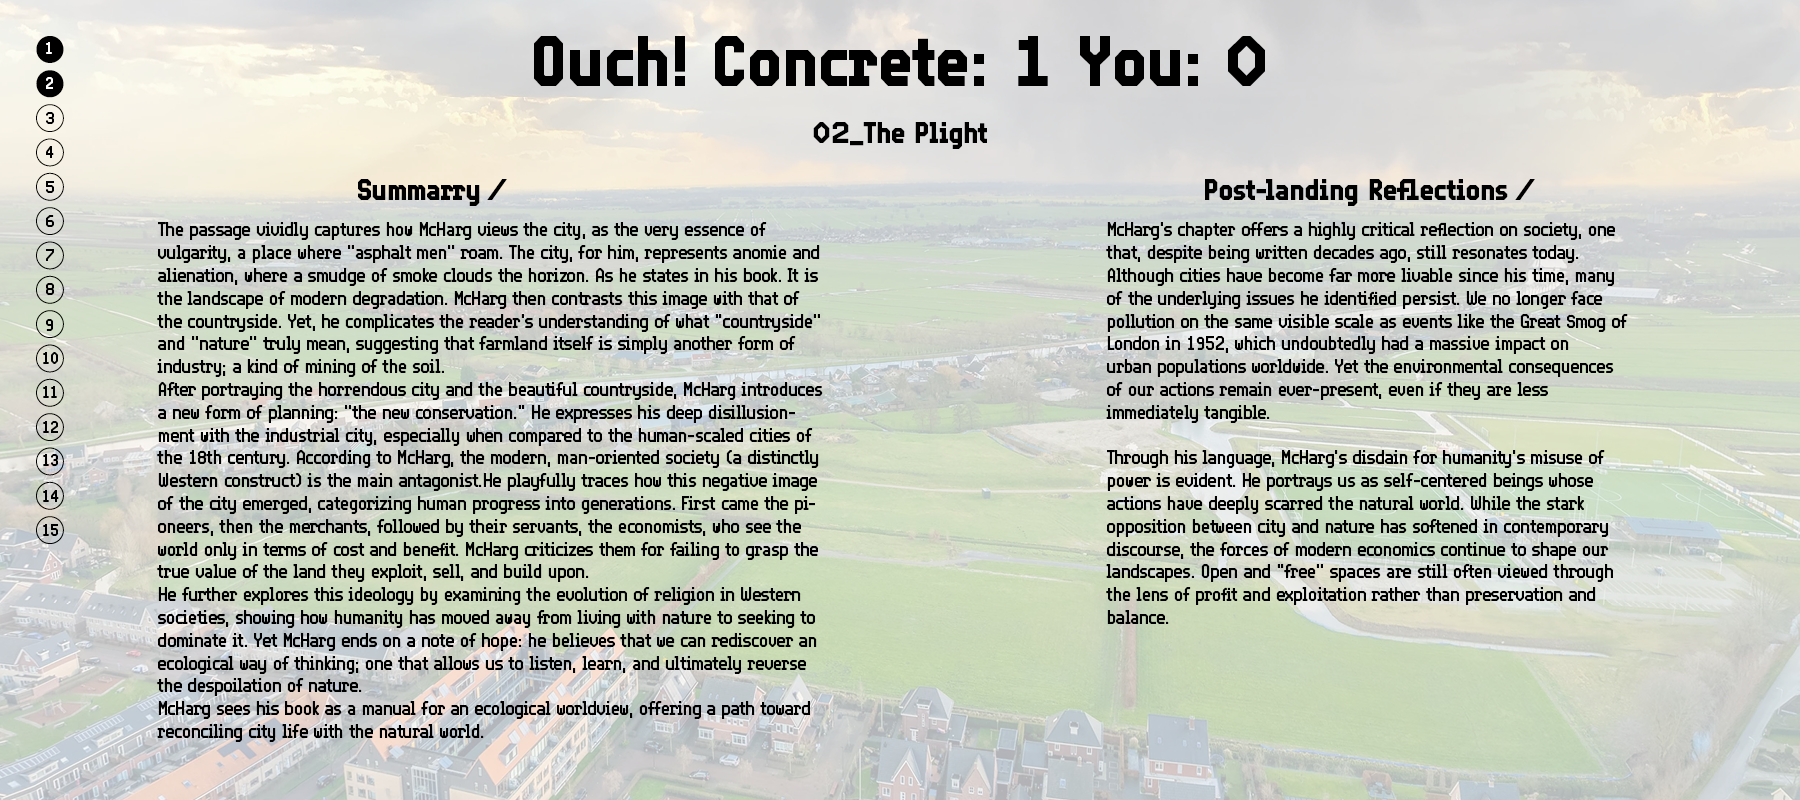 Ouch! Concrete: 1 You: 0
02_The Plight
1
2
3
4
5
6
7
8
9
10
11
12
13
14
15
Summarry /
The passage vividly captures how McHarg views the city, as the very essence of
vulgarity, a place where "asphalt men" roam. The city, for him, represents anomie and
alienation, where a smudge of smoke clouds the horizon. As he states in his book. It is
the landscape of modern degradation. McHarg then contrasts this image with that of
the countryside. Yet, he complicates the reader's understanding of what "countryside"
and "nature" truly mean, suggesting that farmland itself is simply another form of
industry; a kind of mining of the soil.
After portraying the horrendous city and the beautiful countryside, McHarg introduces
a new form of planning: "the new conservation." He expresses his deep disillusion-
ment with the industrial city, especially when compared to the human-scaled cities of
the 18th century. According to McHarg, the modern, man-oriented society (a distinctly
Western construct) is the main antagonist.He playfully traces how this negative image
of the city emerged, categorizing human progress into generations. First came the pi-
oneers, then the merchants, followed by their servants, the economists, who see the
world only in terms of cost and benefit. McHarg criticizes them for failing to grasp the
true value of the land they exploit, sell, and build upon.
He further explores this ideology by examining the evolution of religion in Western
societies, showing how humanity has moved away from living with nature to seeking to
dominate it. Yet McHarg ends on a note of hope: he believes that we can rediscover an
ecological way of thinking; one that allows us to listen, learn, and ultimately reverse
the despoilation of nature.
McHarg sees his book as a manual for an ecological worldview, offering a path toward
reconciling city life with the natural world.
Post-landing Reflections /
McHarg's chapter offers a highly critical reflection on society, one
that, despite being written decades ago, still resonates today.
Although cities have become far more livable since his time, many
of the underlying issues he identified persist. We no longer face
pollution on the same visible scale as events like the Great Smog of
London in 1952, which undoubtedly had a massive impact on
urban populations worldwide. Yet the environmental consequences
of our actions remain ever-present, even if they are less
immediately tangible.
Through his language, McHarg's disdain for humanity's misuse of
power is evident. He portrays us as self-centered beings whose
actions have deeply scarred the natural world. While the stark
opposition between city and nature has softened in contemporary
discourse, the forces of modern economics continue to shape our
landscapes. Open and "free" spaces are still often viewed through
the lens of profit and exploitation rather than preservation and
balance.